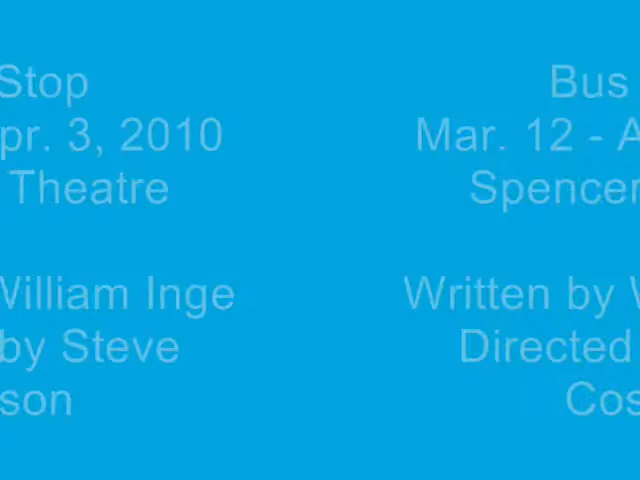 Stop
pr. 3, 2010
Theatre
William Inge
by Steve
son
Bus
Mar. 12 - A
Spencer
Written by W
Directed
Cos